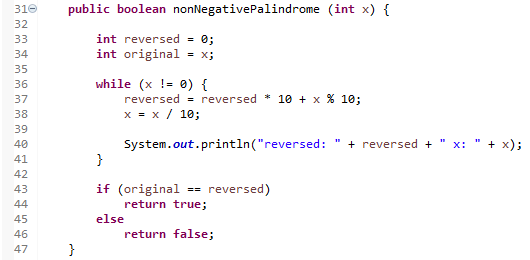 31 public boolean nonNegativePalindrome (int x) {
32
33 int reversed = 0;
34 int original = x;
35
36 while (x != 0) {
37 reversed = reversed * 10 + x % 10;
38 x = x / 10;
39
40 System.out.println("reversed: " + reversed + " x: " + x);
41 }
42
43 if (original == reversed)
44 return true;
45 else
46 return false;
47 }